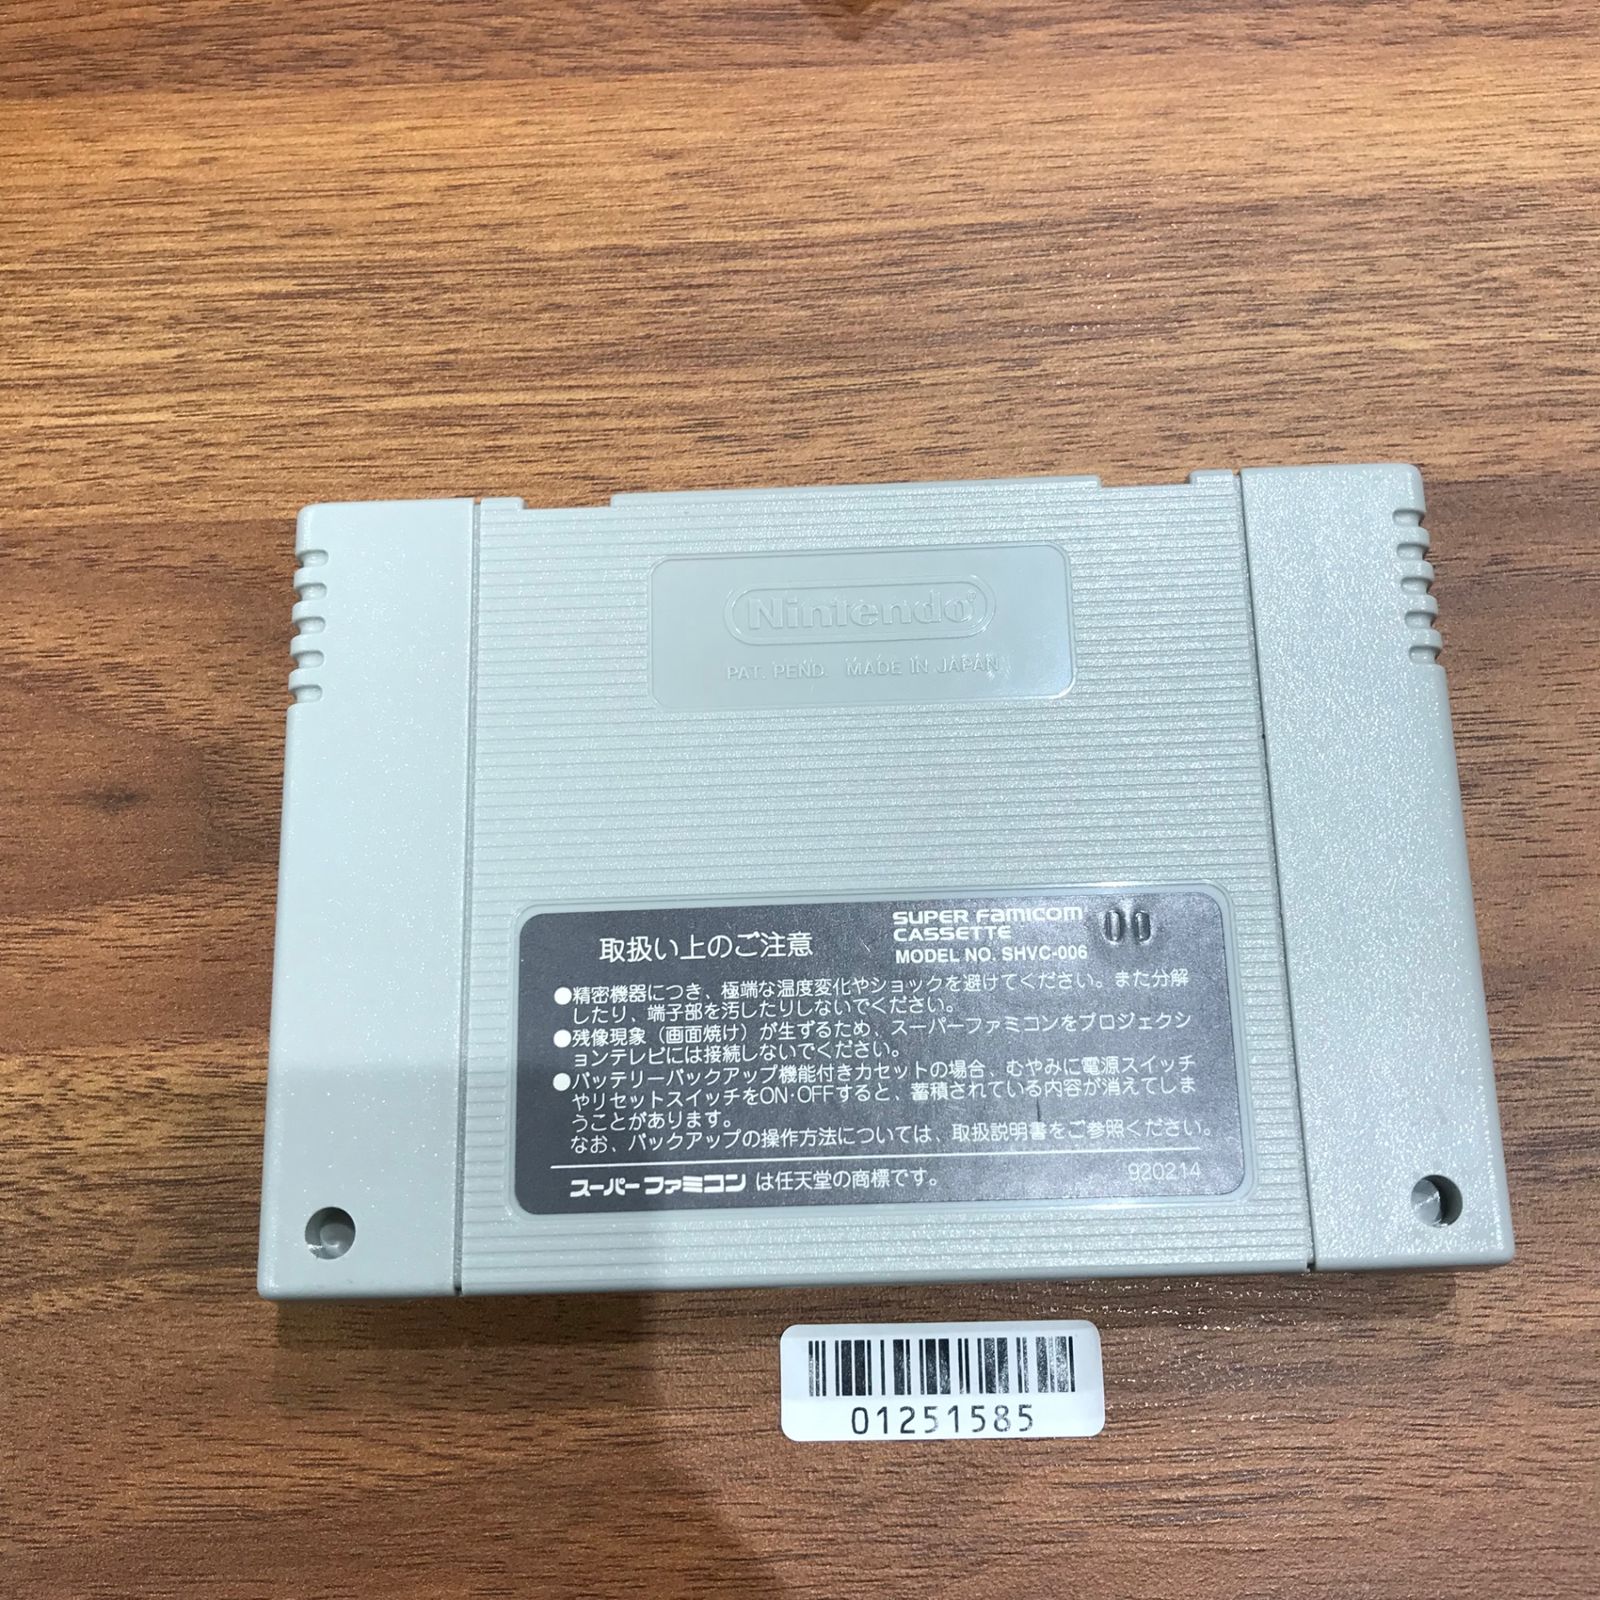 Nintendo®
PAT. PEND. MADE IN JAPAN
取扱い上のご注意
SUPER FAMICOM
CASSETTE
MODEL NO. SHVC-006
00
●精密機器につき、極端な温度変化やショックを避けてください。また分解
したり、端子部を汚したりしないでください。
●残像現象（画面焼け）が生ずるため、スーパーファミコンをプロジェクシ
ョンテレビには接続しないでください。
●バッテリーバックアップ機能付きカセットの場合、むやみに電源スイッチ
やリセットスイッチをON·OFFすると、蓄積されている内容が消えてしま
うことがあります。
なお、バックアップの操作方法については、取扱説明書をご参照ください。
スーパーファミコンは任天堂の商標です。
920214
01251585